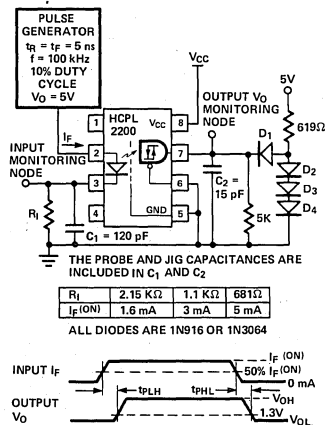 PULSE
GENERATOR
tR = tF = 5 ns
f = 100 kHz
10% DUTY
CYCLE
VO = 5V
VCC
HCPL
2200
VCC
GND
1
2
3
4
8
7
6
5
IF
INPUT
MONITORING
NODE
RI
C1 = 120 pF
OUTPUT VO
MONITORING
NODE
5V
619Ω
D1
D2
D3
D4
C2 =
15 pF
5K
THE PROBE AND JIG CAPACITANCES ARE
INCLUDED IN C1 AND C2
RI 2.15 KΩ 1.1 KΩ 681Ω
IF (ON) 1.6 mA 3 mA 5 mA
ALL DIODES ARE 1N916 OR 1N3064
INPUT IF
IF (ON)
50% IF (ON)
0 mA
tPLH
tPHL
OUTPUT
VO
VOH
1.3V
VOL